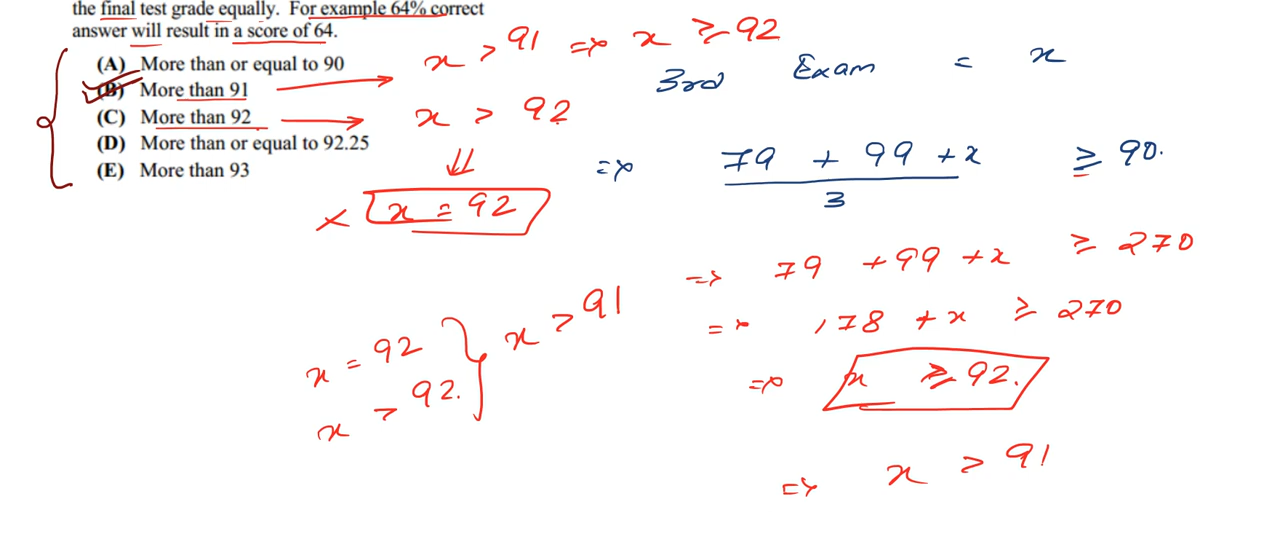 the final test grade equally. For example 64% correct
answer will result in a score of 64.
(A) More than or equal to 90
(B) More than 91
(C) More than 92
(D) More than or equal to 92.25
(E) More than 93
x > 91 => x ≥ 92
3rd Exam = x
x > 92
⇓
× x = 92
=> 79 + 99 + x ≥ 90.
3
=> 79 + 99 + x ≥ 270
=> 178 + x ≥ 270
=> x ≥ 92.
=> x > 91
x = 92
x > 92.
} x > 91